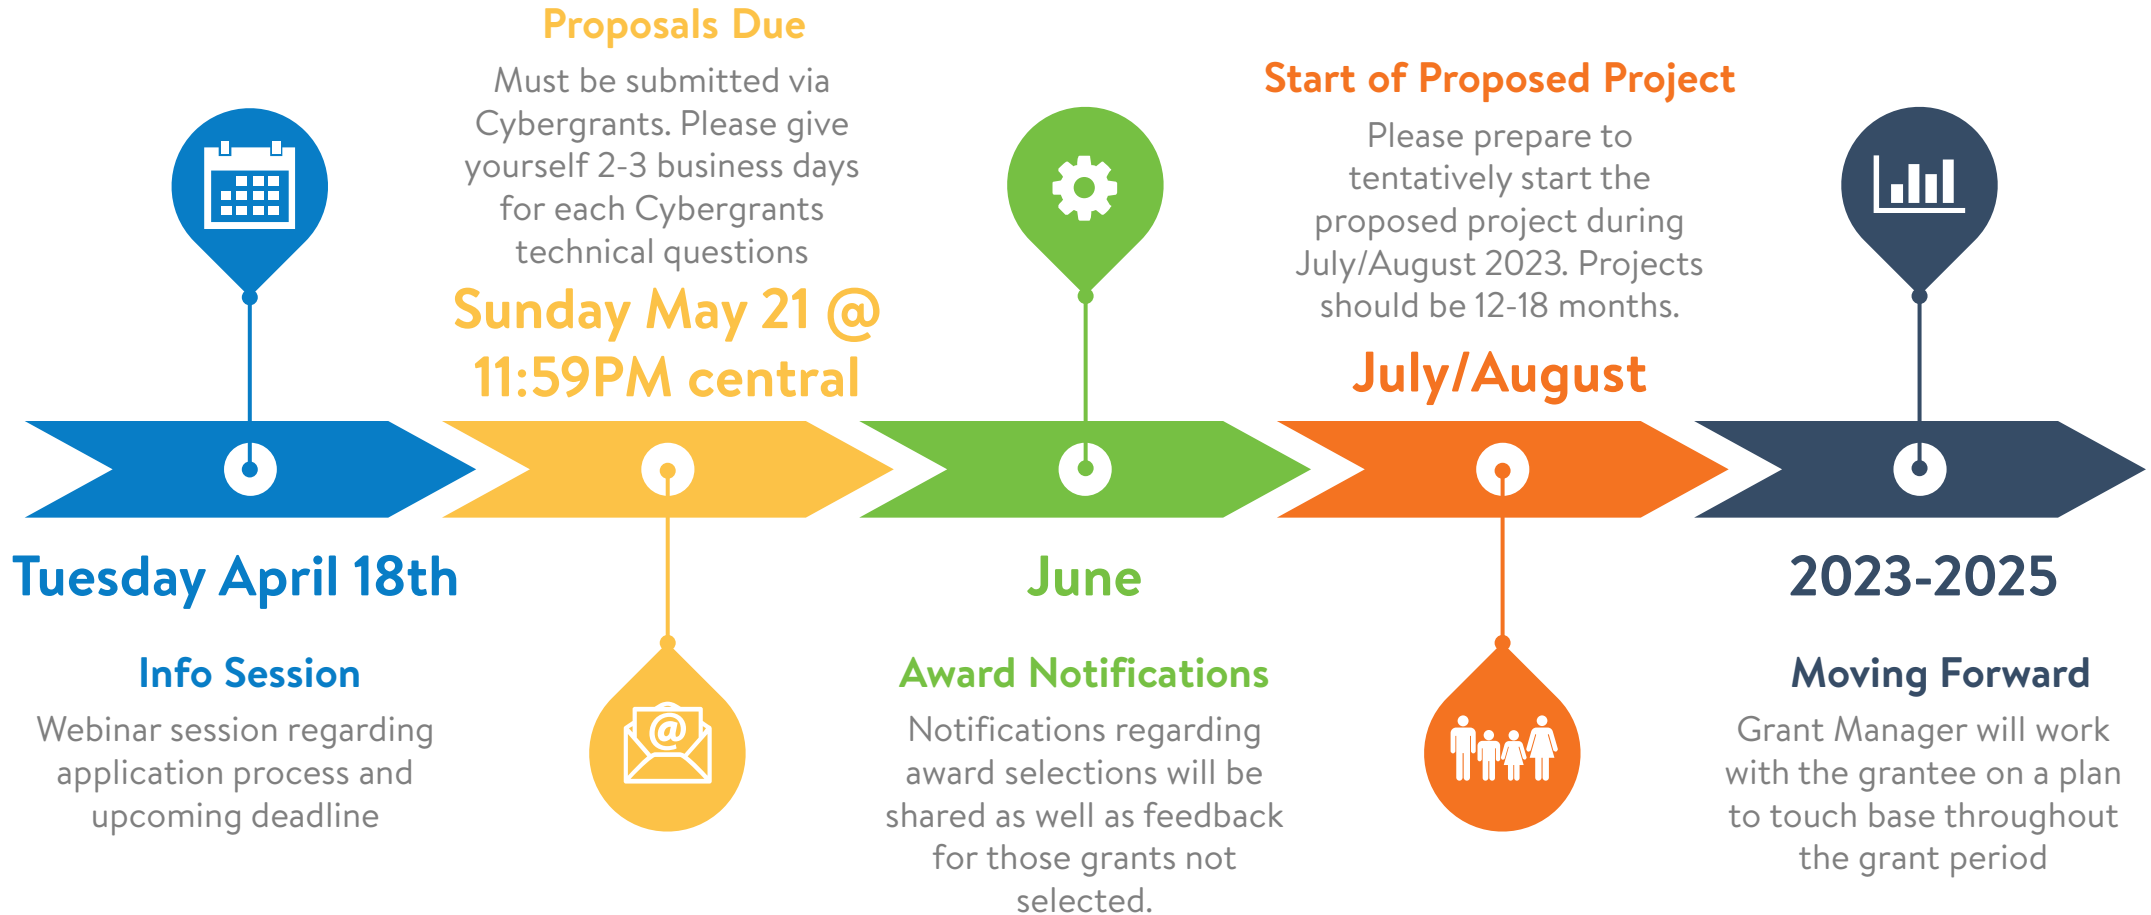 Proposals Due
Must be submitted via
Cybergrants. Please give
yourself 2-3 business days
for each Cybergrants
technical questions
Sunday May 21 @
11:59PM central
Start of Proposed Project
Please prepare to
tentatively start the
proposed project during
July/August 2023. Projects
should be 12-18 months.
July/August
Tuesday April 18th
Info Session
Webinar session regarding
application process and
upcoming deadline
@
June
Award Notifications
Notifications regarding
award selections will be
shared as well as feedback
for those grants not
selected.
2023-2025
Moving Forward
Grant Manager will work
with the grantee on a plan
to touch base throughout
the grant period